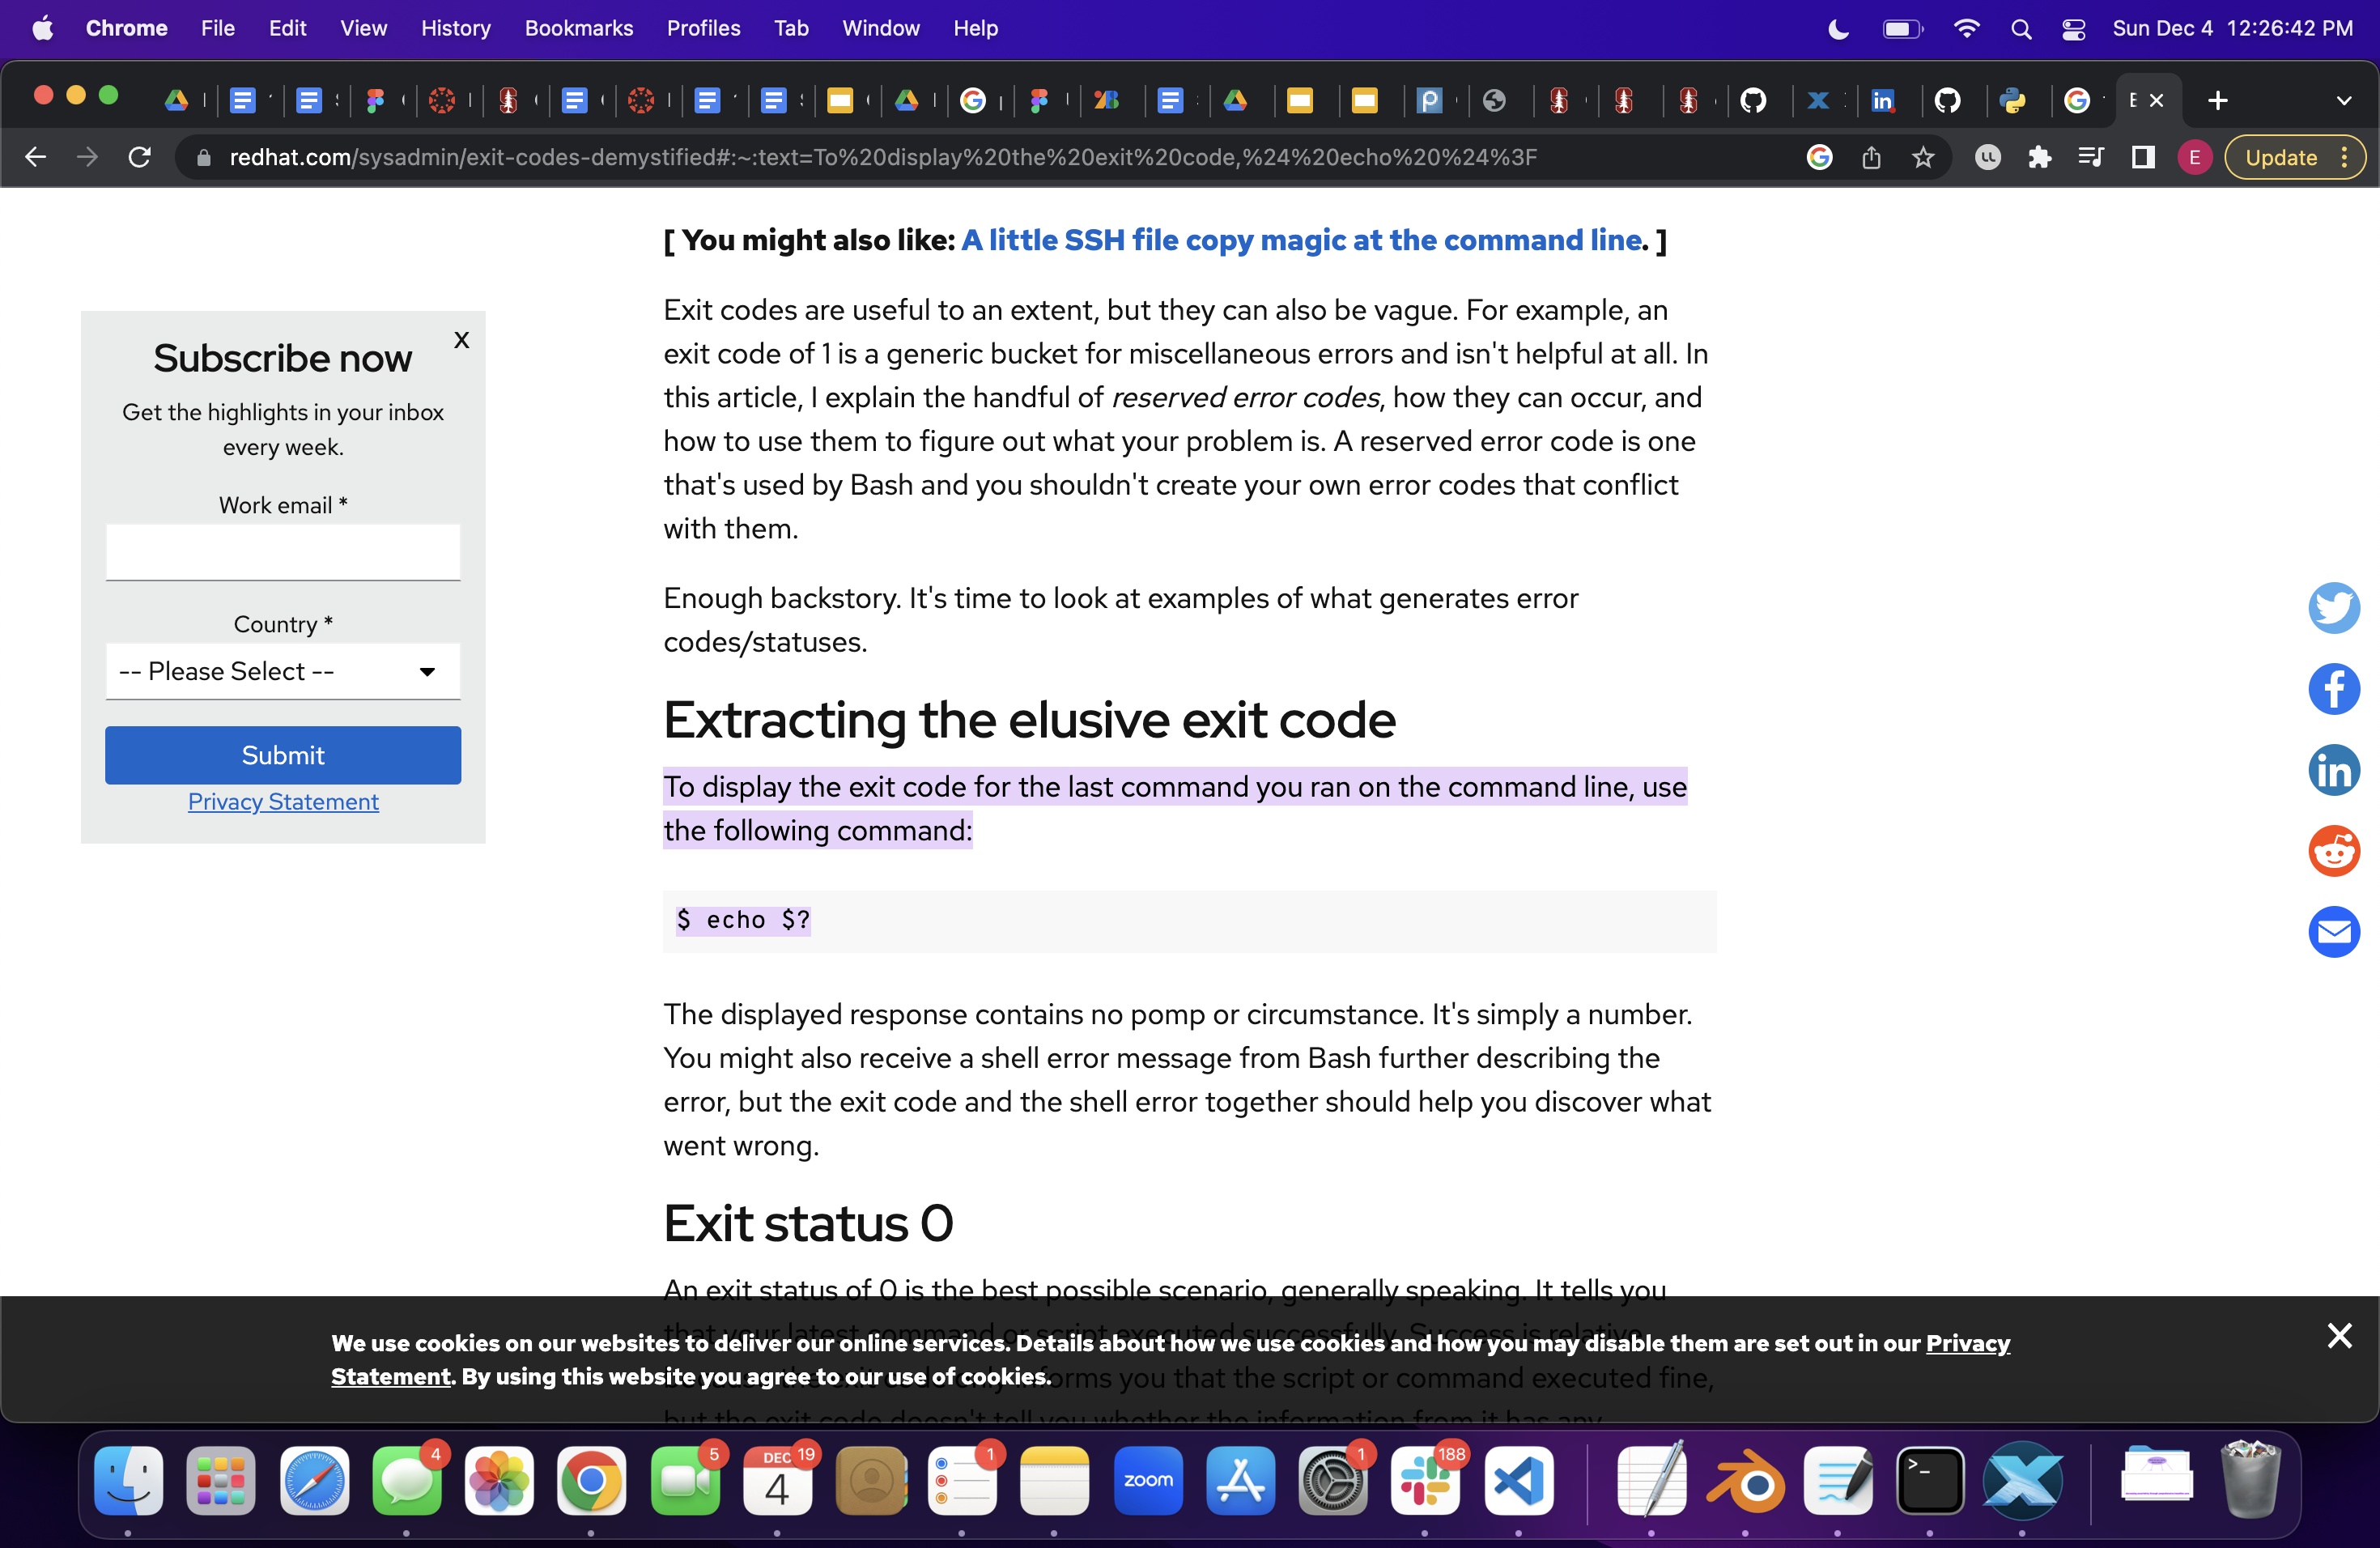 Chrome File Edit View History Bookmarks Profiles Tab Window Help Sun Dec 4 12:26:42 PM
redhat.com/sysadmin/exit-codes-demystified#:~:text=To%20display%20the%20exit%20code,%24%20echo%20%24%3F
E Update
[ You might also like: A little SSH file copy magic at the command line. ]
Exit codes are useful to an extent, but they can also be vague. For example, an
exit code of 1 is a generic bucket for miscellaneous errors and isn't helpful at all. In
this article, I explain the handful of reserved error codes, how they can occur, and
how to use them to figure out what your problem is. A reserved error code is one
that's used by Bash and you shouldn't create your own error codes that conflict
with them.
Enough backstory. It's time to look at examples of what generates error
codes/statuses.
Extracting the elusive exit code
To display the exit code for the last command you ran on the command line, use
the following command:
$ echo $?
The displayed response contains no pomp or circumstance. It's simply a number.
You might also receive a shell error message from Bash further describing the
error, but the exit code and the shell error together should help you discover what
went wrong.
Exit status 0
An exit status of 0 is the best possible scenario, generally speaking. It tells you
Subscribe now
X
Get the highlights in your inbox
every week.
Work email *
Country *
-- Please Select --
Submit
Privacy Statement
We use cookies on our websites to deliver our online services. Details about how we use cookies and how you may disable them are set out in our Privacy
Statement. By using this website you agree to our use of cookies.
that the script or command executed fine,
but the exit code doesn't tell you whether the information from it has any
4 5 DEC 4 19 1 zoom 1 188